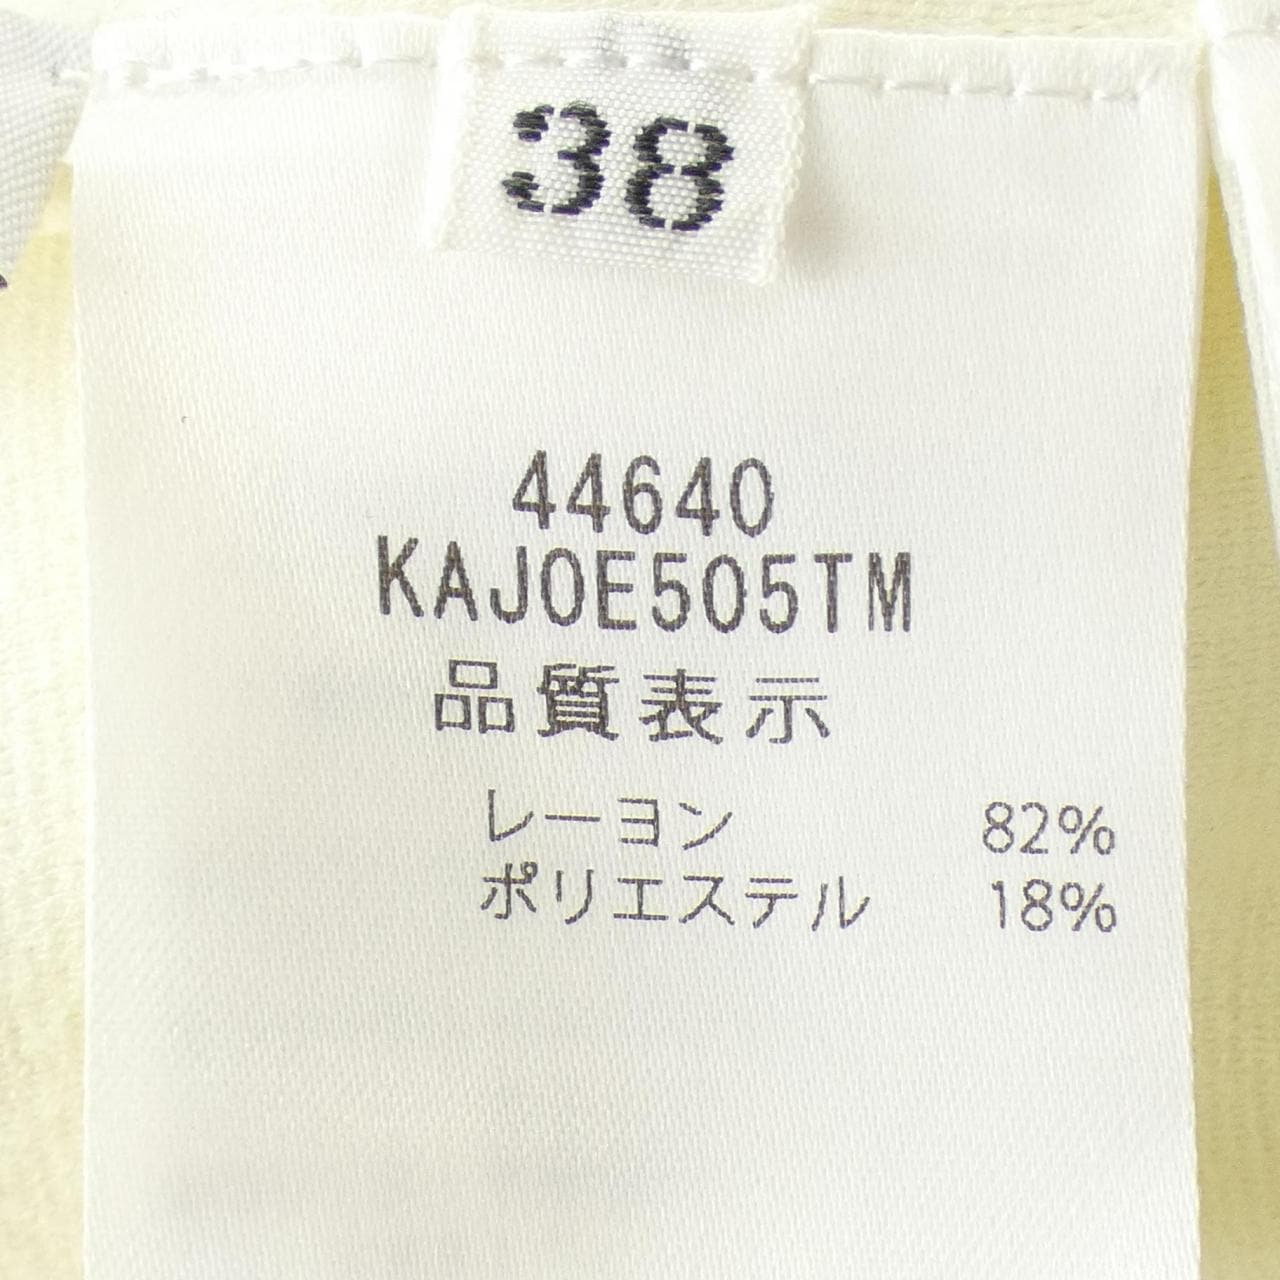 38
44640
KAJOE505TM
品質表示
レーヨン 82%
ポリエステル 18%